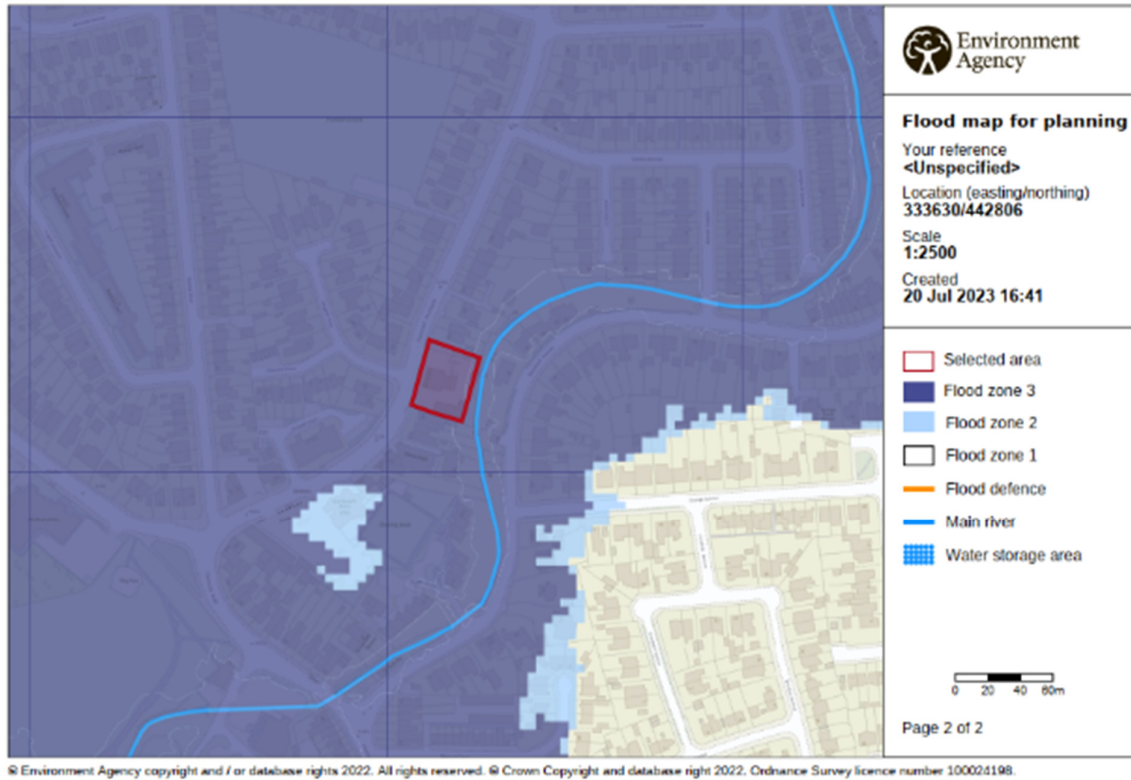 Environment
Agency
Flood map for planning
Your reference
<Unspecified>
Location (easting/northing)
333630/442806
Scale
1:2500
Created
20 Jul 2023 16:41
Selected area
Flood zone 3
Flood zone 2
Flood zone 1
Flood defence
Main river
Water storage area
0 20 40 60m
Page 2 of 2
© Environment Agency copyright and / or database rights 2022. All rights reserved. © Crown Copyright and database right 2022. Ordnance Survey licence number 100024198.